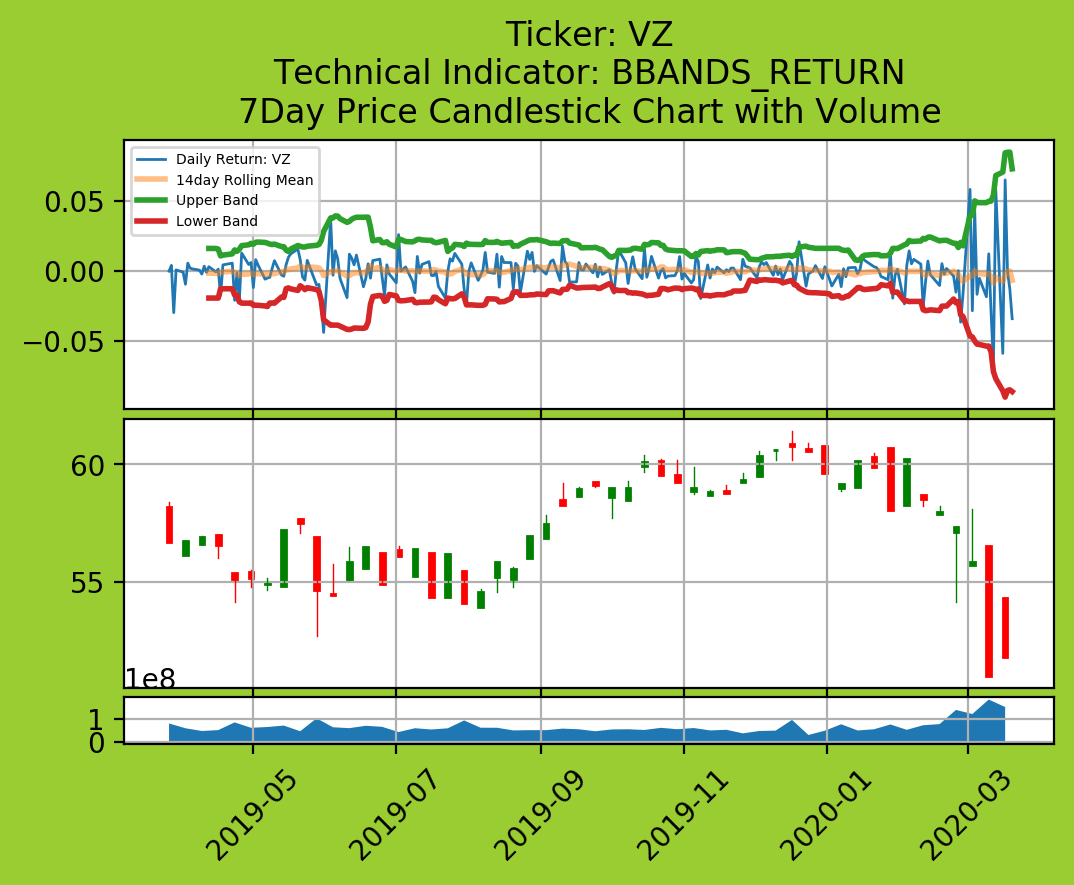 Ticker: VZ
Technical Indicator: BBANDS_RETURN
7Day Price Candlestick Chart with Volume
Daily Return: VZ
14day Rolling Mean
Upper Band
Lower Band
0.05
0.00
−0.05
60
55
1e8
1
0
2019-05
2019-07
2019-09
2019-11
2020-01
2020-03